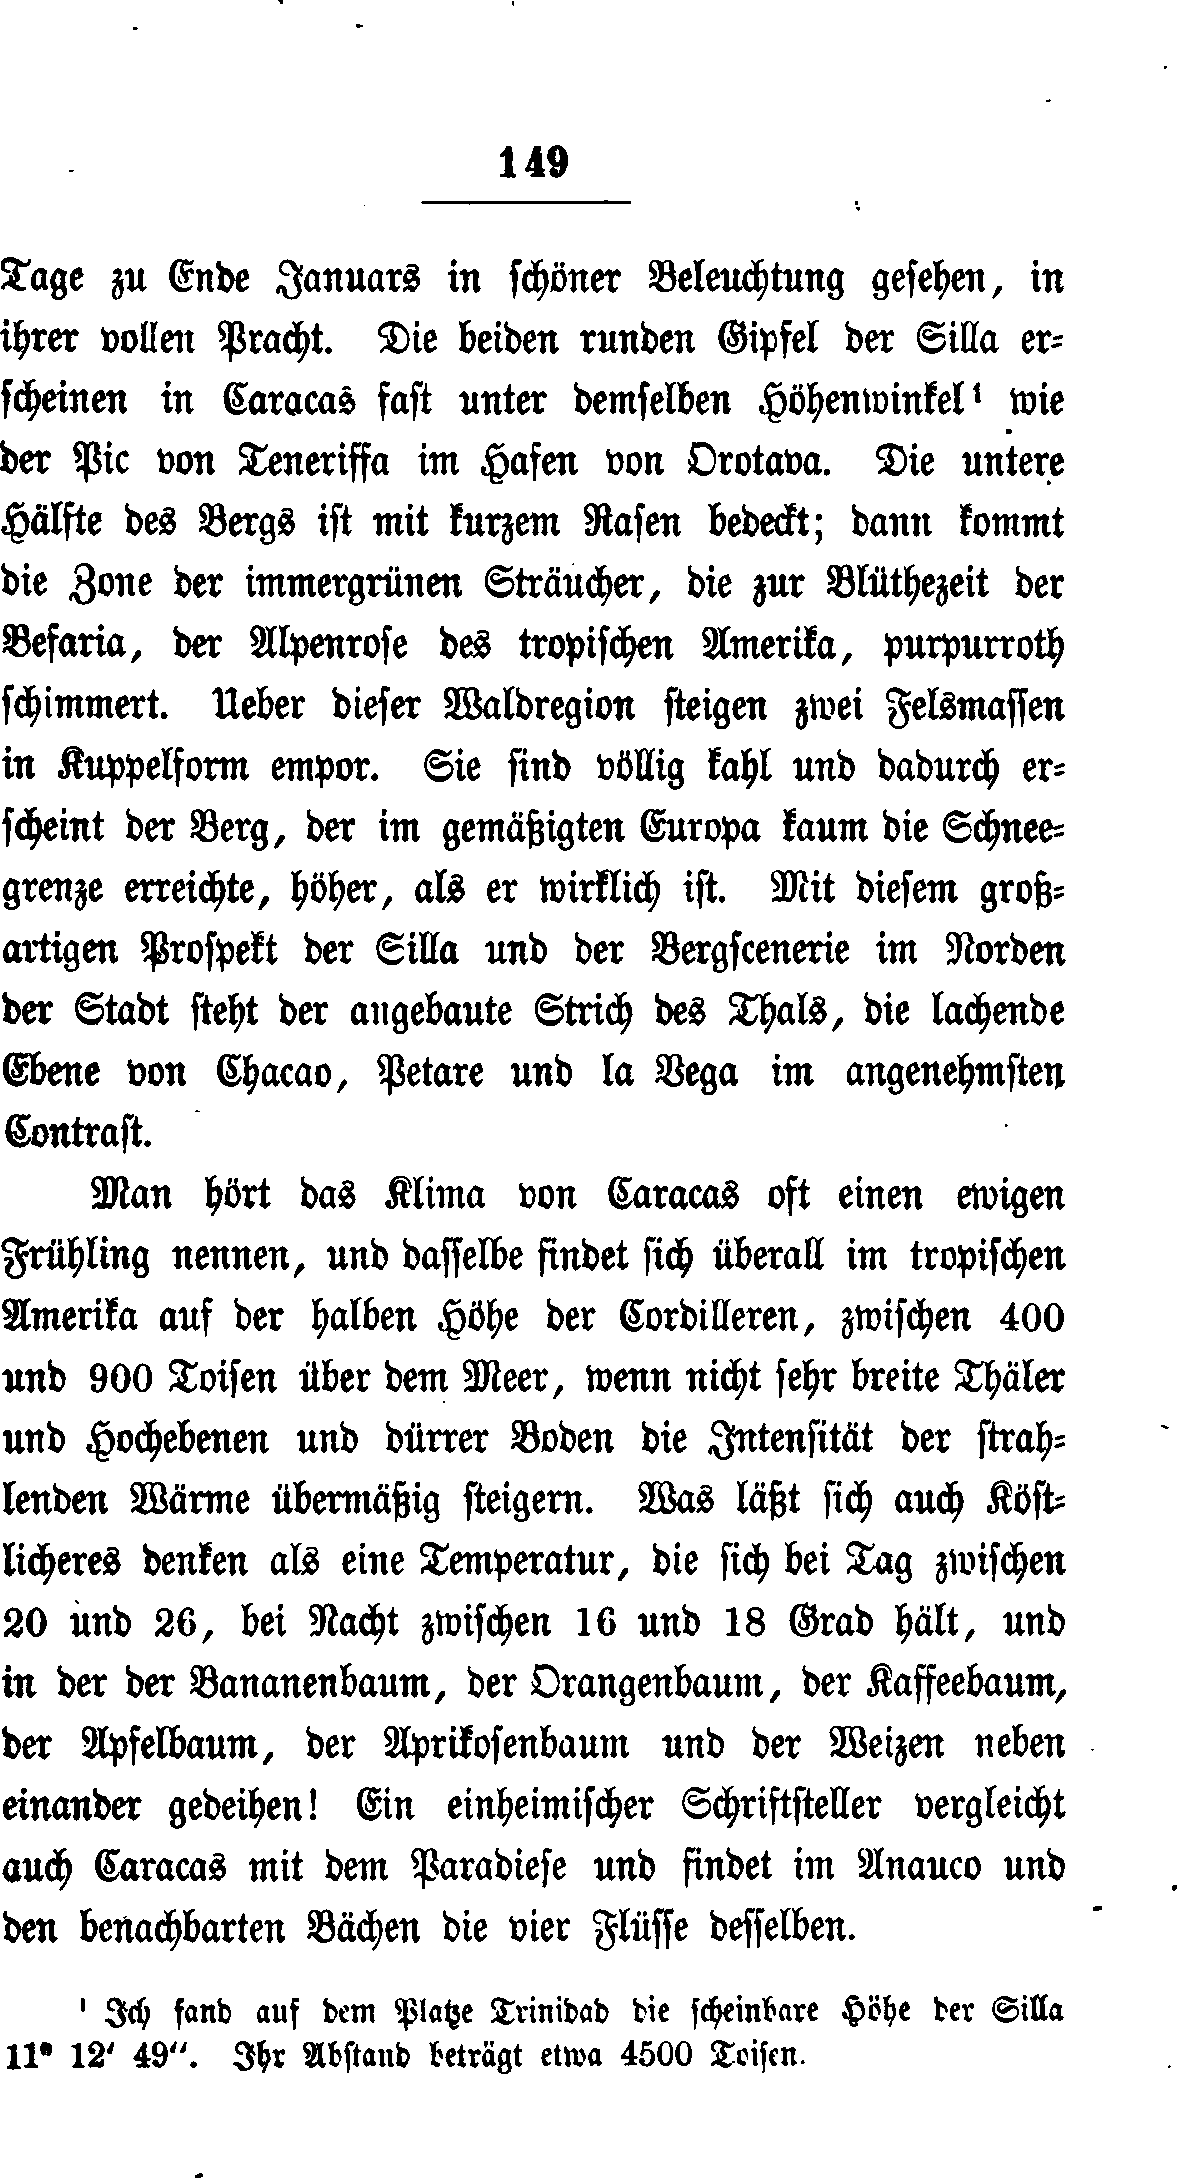 149
Tage zu Ende Januars in schöner Beleuchtung gesehen, in
ihrer vollen Pracht. Die beiden runden Gipfel der Silla er-
scheinen in Caracas fast unter demselben Höhenwinkel¹ wie
der Pic von Teneriffa im Hafen von Orotava. Die untere
Hälfte des Bergs ist mit kurzem Rasen bedeckt; dann kommt
die Zone der immergrünen Sträucher, die zur Blüthezeit der
Befaria, der Alpenrose des tropischen Amerika, purpurroth
schimmert. Ueber dieser Waldregion steigen zwei Felsmassen
in Kuppelform empor. Sie sind völlig kahl und dadurch er-
scheint der Berg, der im gemäßigten Europa kaum die Schnee-
grenze erreichte, höher, als er wirklich ist. Mit diesem groß-
artigen Prospekt der Silla und der Bergscenerie im Norden
der Stadt steht der angebaute Strich des Thals, die lachende
Ebene von Chacao, Petare und la Vega im angenehmsten
Contrast.
Man hört das Klima von Caracas oft einen ewigen
Frühling nennen, und dasselbe findet sich überall im tropischen
Amerika auf der halben Höhe der Cordilleren, zwischen 400
und 900 Toisen über dem Meer, wenn nicht sehr breite Thäler
und Hochebenen und dürrer Boden die Intensität der strah-
lenden Wärme übermäßig steigern. Was läßt sich auch Köst-
licheres denken als eine Temperatur, die sich bei Tag zwischen
20 und 26, bei Nacht zwischen 16 und 18 Grad hält, und
in der der Bananenbaum, der Orangenbaum, der Kaffeebaum,
der Apfelbaum, der Aprikosenbaum und der Weizen neben
einander gedeihen! Ein einheimischer Schriftsteller vergleicht
auch Caracas mit dem Paradiese und findet im Anauco und
den benachbarten Bächen die vier Flüsse desselben.
¹ Ich fand auf dem Platze Trinidad die scheinbare Höhe der Silla
11° 12′ 49″. Ihr Abstand beträgt etwa 4500 Toisen.